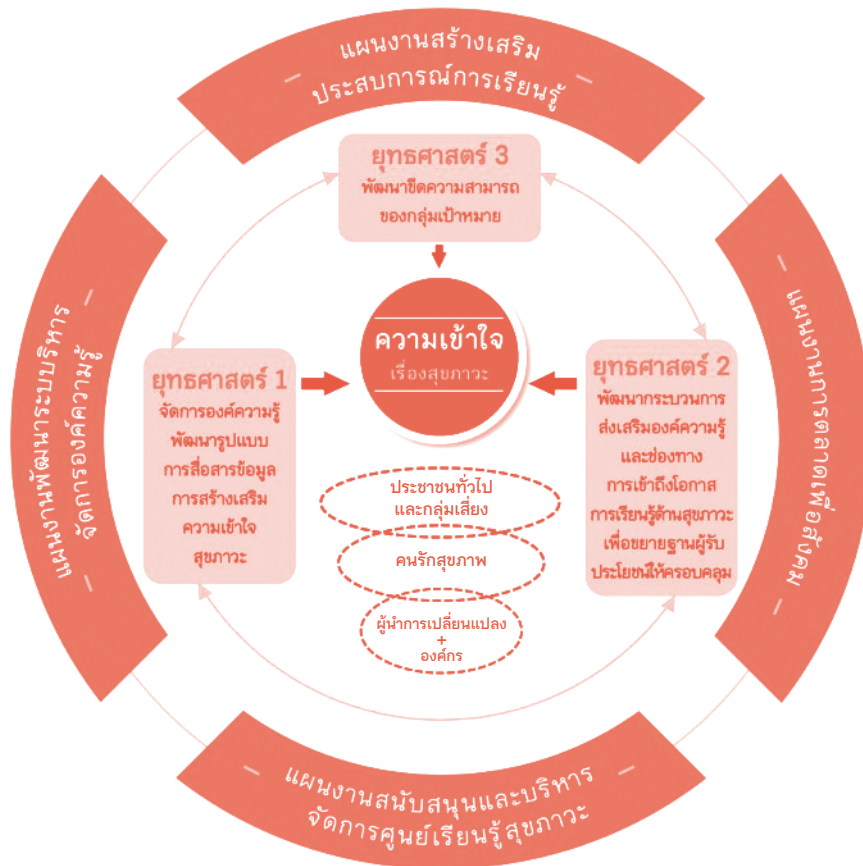 แผนงานสร้างเสริม
ประสบการณ์การเรียนรู้
ยุทธศาสตร์ 3
พัฒนาขีดความสามารถ
ของกลุ่มเป้าหมาย
แผนงานพัฒนาระบบบริหาร
จัดการองค์ความรู้
ยุทธศาสตร์ 1
จัดการองค์ความรู้
พัฒนารูปแบบ
การสื่อสารข้อมูล
การสร้างเสริม
ความเข้าใจ
สุขภาวะ
ความเข้าใจ
เรื่องสุขภาวะ
ยุทธศาสตร์ 2
พัฒนากระบวนการ
ส่งเสริมองค์ความรู้
และช่องทาง
การเข้าถึงโอกาส
การเรียนรู้ด้านสุขภาวะ
เพื่อขยายฐานผู้รับ
ประโยชน์ให้ครอบคลุม
แผนงานการตลาดเพื่อสังคม
ประชาชนทั่วไป
และกลุ่มเสี่ยง
คนรักสุขภาพ
ผู้นำการเปลี่ยนแปลง
+
องค์กร
แผนงานสนับสนุนและบริหาร
จัดการศูนย์เรียนรู้สุขภาวะ